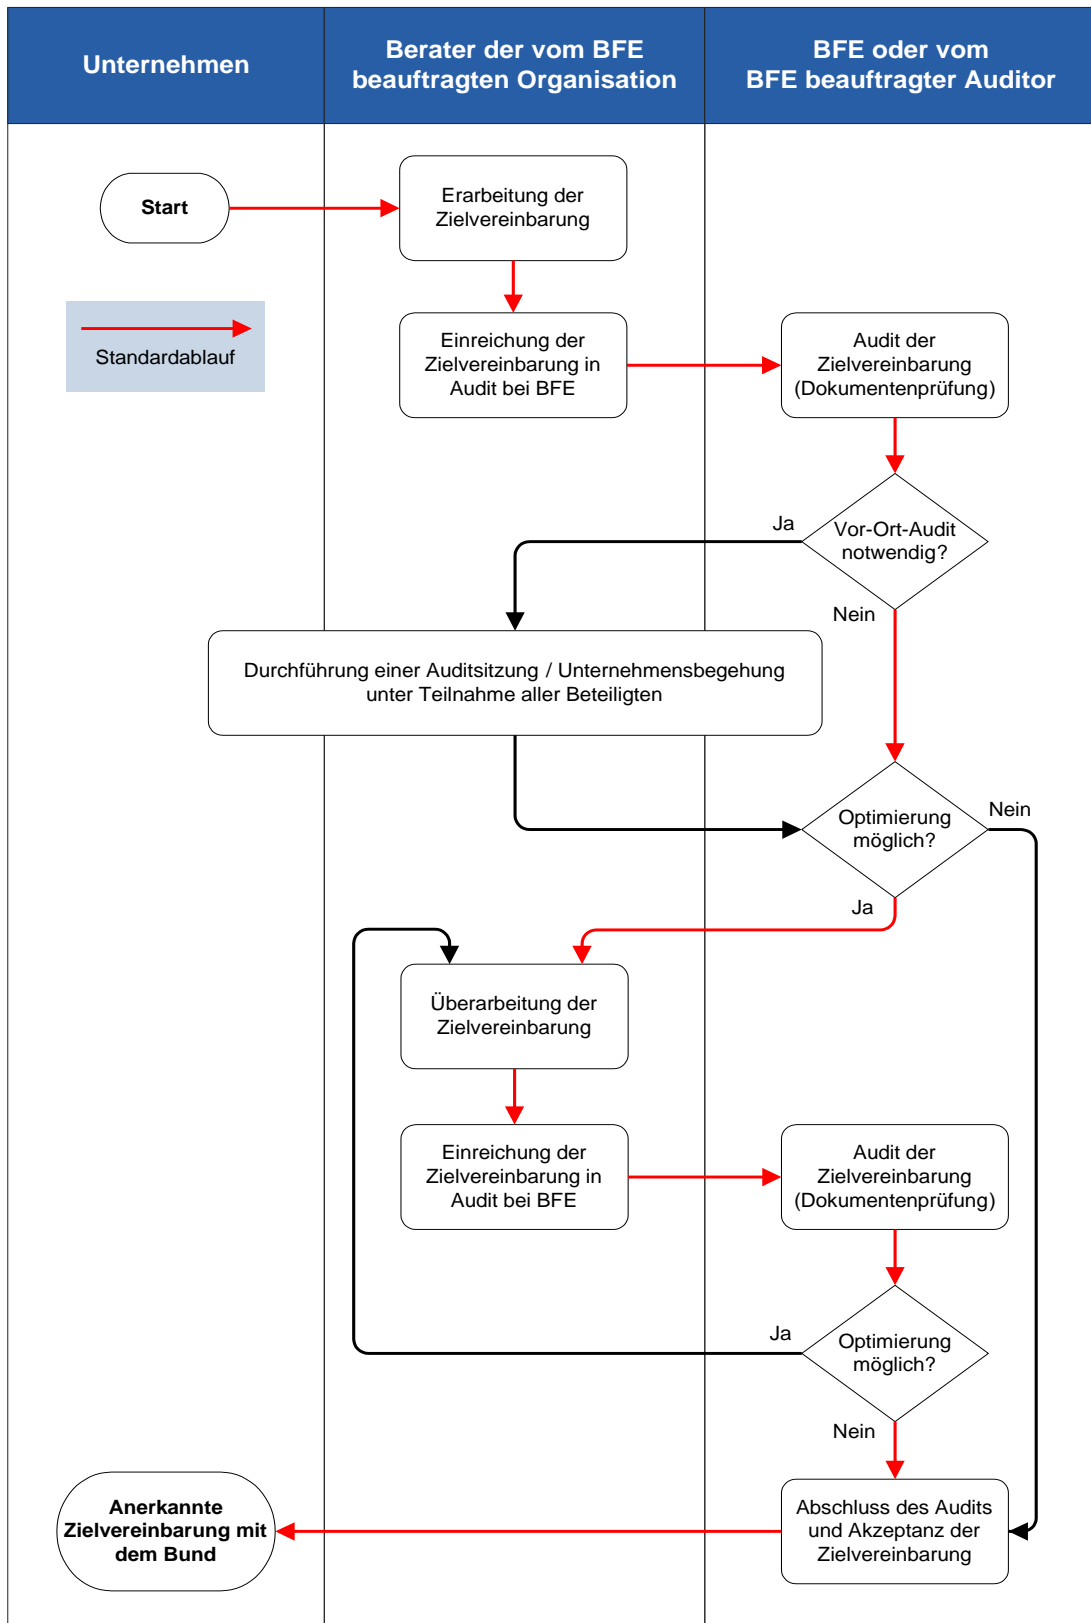 Unternehmen
Berater der vom BFE
beauftragten Organisation
BFE oder vom
BFE beauftragter Auditor
Start
Erarbeitung der
Zielvereinbarung
Standardablauf
Einreichung der
Zielvereinbarung in
Audit bei BFE
Audit der
Zielvereinbarung
(Dokumentenprüfung)
Ja
Vor-Ort-Audit
notwendig?
Nein
Durchführung einer Auditsitzung / Unternehmensbegehung
unter Teilnahme aller Beteiligten
Optimierung
möglich?
Nein
Ja
Überarbeitung der
Zielvereinbarung
Einreichung der
Zielvereinbarung in
Audit bei BFE
Audit der
Zielvereinbarung
(Dokumentenprüfung)
Ja
Optimierung
möglich?
Nein
Anerkannte
Zielvereinbarung mit
dem Bund
Abschluss des Audits
und Akzeptanz der
Zielvereinbarung